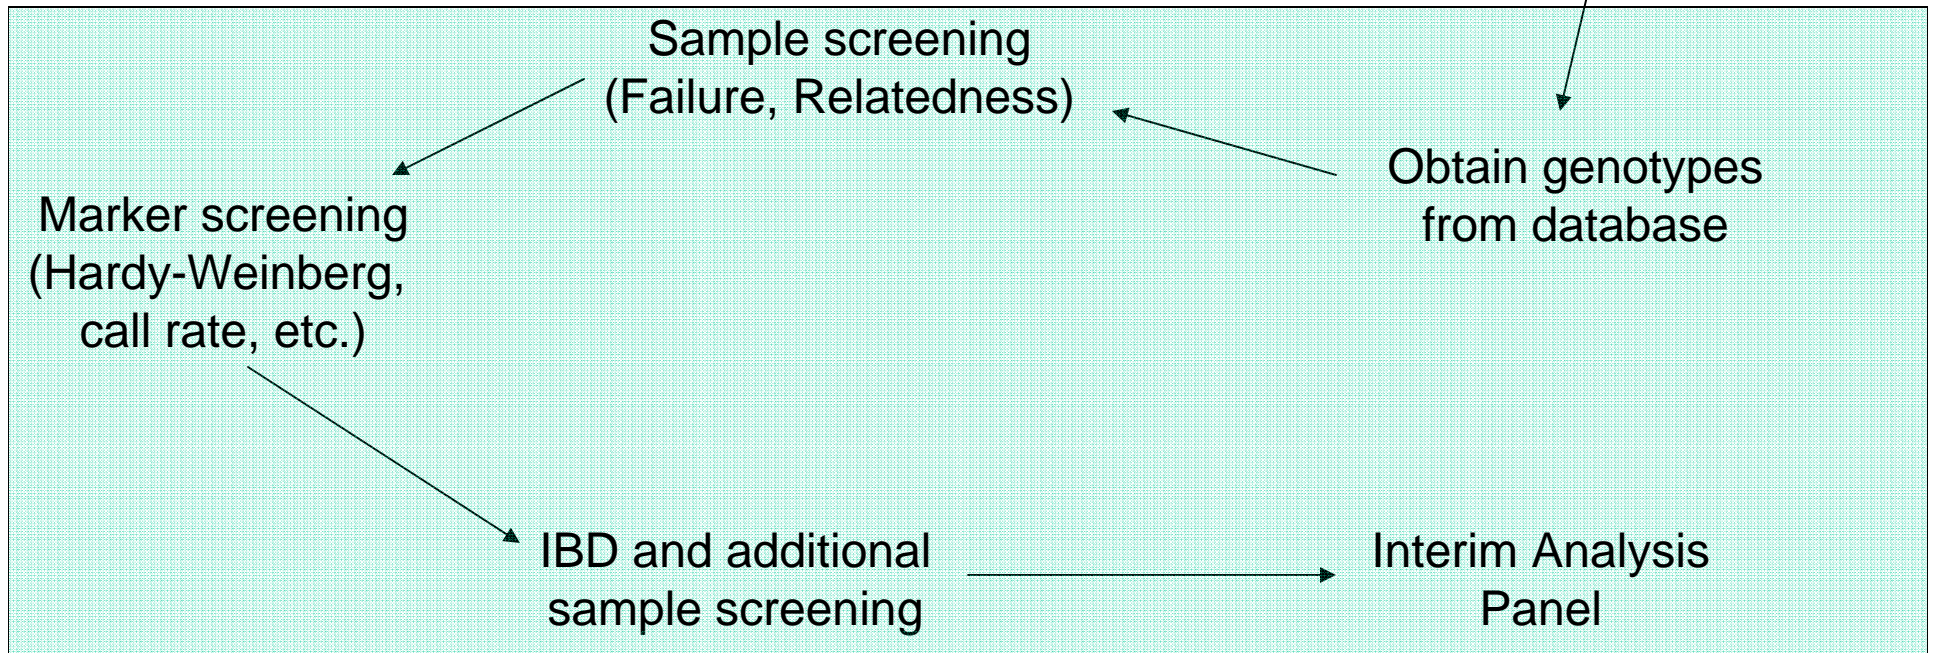 Sample screening
(Failure, Relatedness)
Obtain genotypes
from database
Marker screening
(Hardy-Weinberg,
call rate, etc.)
IBD and additional
sample screening
Interim Analysis
Panel